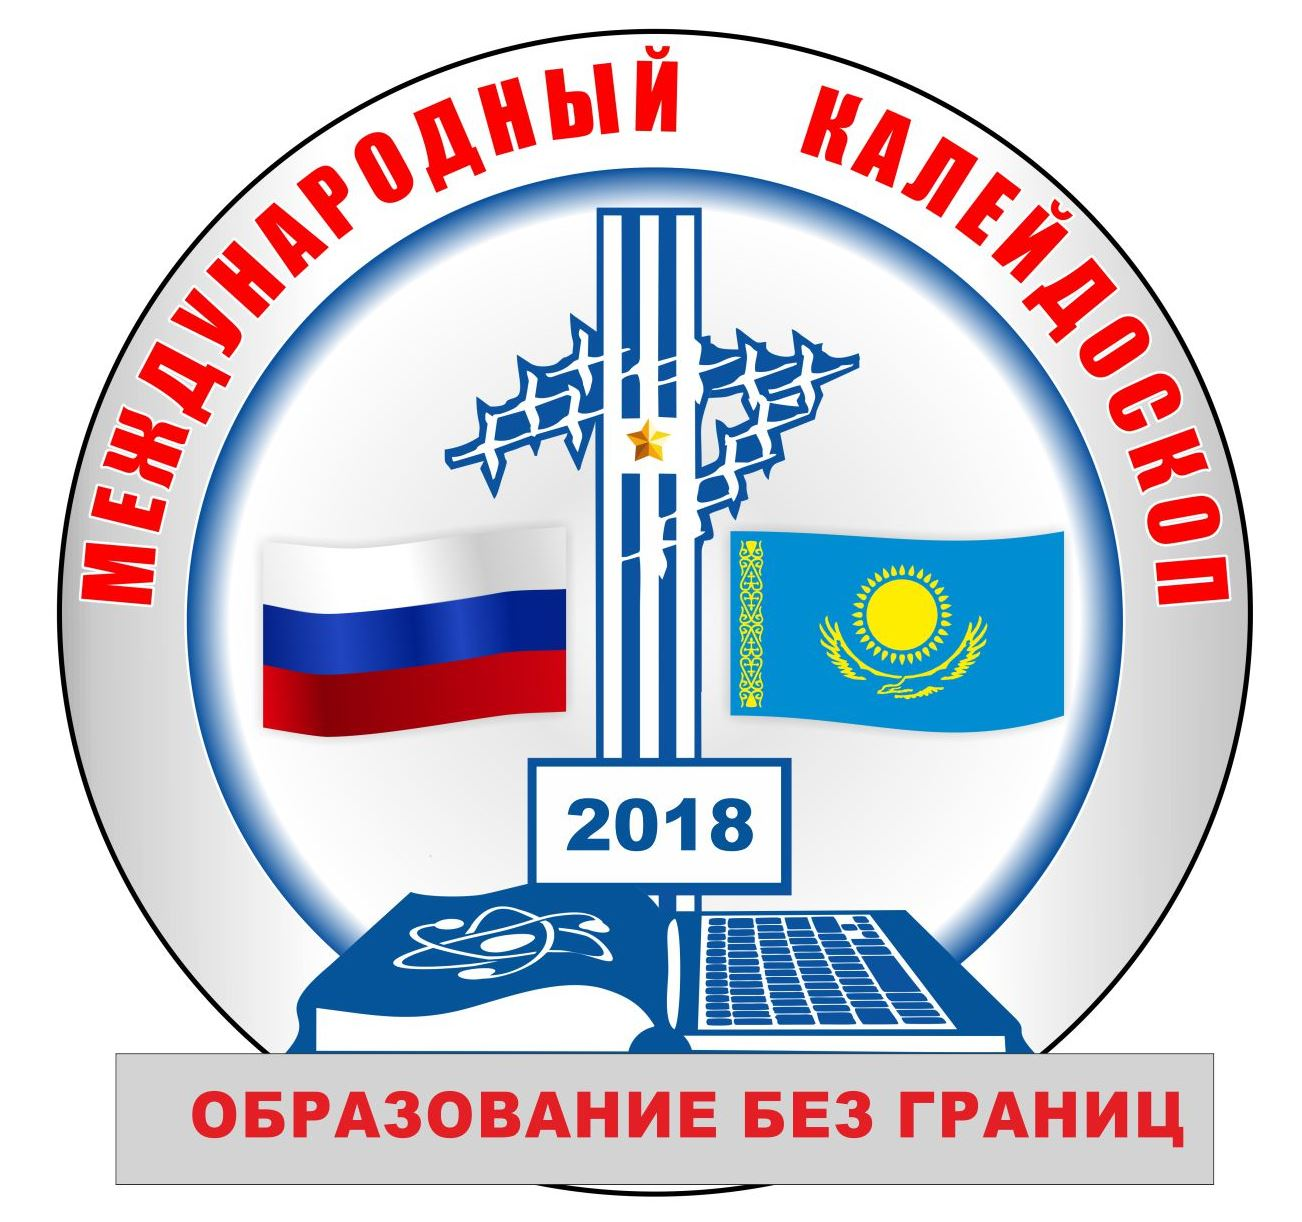 МЕЖДУНАРОДНЫЙ КАЛЕЙДОСКОП
2018
ОБРАЗОВАНИЕ БЕЗ ГРАНИЦ